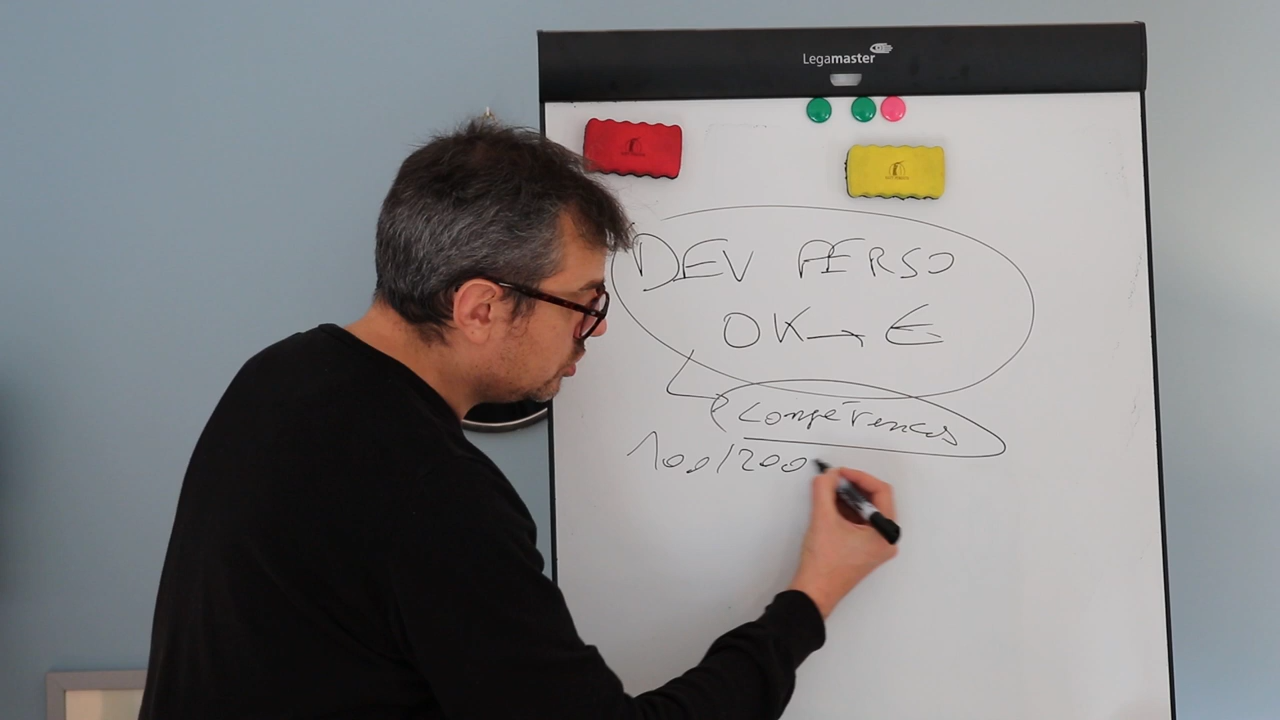 Legamaster
DEV PERSO
OK → €
Compétences
100/200